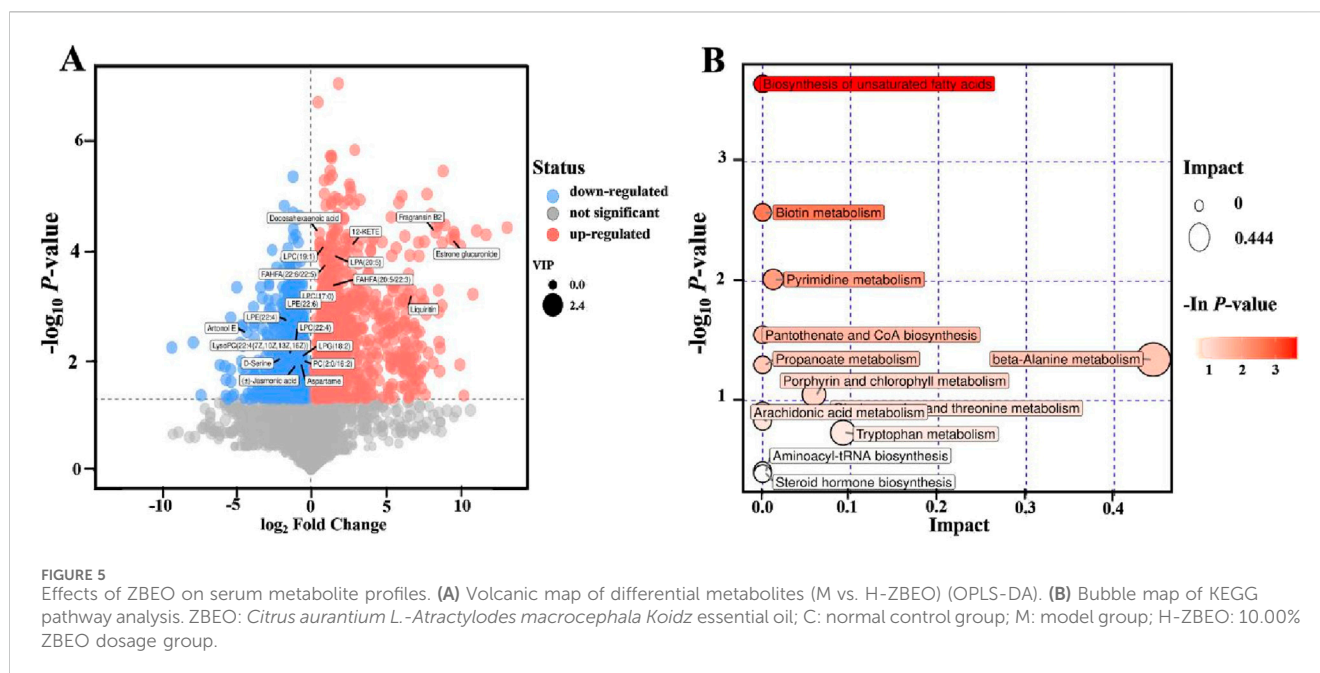 A
-log10 P-value
6
4
2
0
-10
-5
0
5
10
log2 Fold Change
Docosahexaenoic acid
Fragransin B2
12-KETE
Estrone glucuronide
LPC(19:1)
LPA(20:5)
FAHFA(22:6/22:5)
FAHFA(20:5/22:3)
LPC(17:0)
LPE(22:6)
Liquiritin
LPE(22:4)
Artonol E
LPC(22:4)
LysoPC(22:4(7Z,10Z,13Z,16Z))
LPG(18:2)
D-Serine
PC(2:0/16:2)
(±)-Jasmonic acid
Aspartame
Status
down-regulated
not significant
up-regulated
VIP
0.0
2.4
B
-log10 P-value
3
2
1
0.0
0.1
0.2
0.3
0.4
Impact
Biosynthesis of unsaturated fatty acids
Biotin metabolism
Pyrimidine metabolism
Pantothenate and CoA biosynthesis
Propanoate metabolism
beta-Alanine metabolism
Porphyrin and chlorophyll metabolism
and threonine metabolism
Arachidonic acid metabolism
Tryptophan metabolism
Aminoacyl-tRNA biosynthesis
Steroid hormone biosynthesis
Impact
0
0.444
-In P-value
1 2 3
FIGURE 5
Effects of ZBEO on serum metabolite profiles. (A) Volcanic map of differential metabolites (M vs. H-ZBEO) (OPLS-DA). (B) Bubble map of KEGG
pathway analysis. ZBEO: Citrus aurantium L.-Atractylodes macrocephala Koidz essential oil; C: normal control group; M: model group; H-ZBEO: 10.00%
ZBEO dosage group.